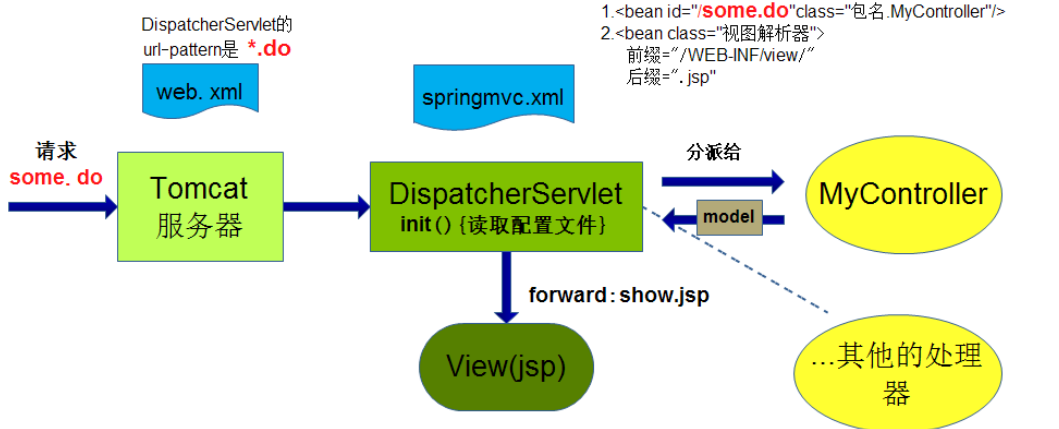 DispatcherServlet的
url-pattern是 *.do
1.<bean id="/some.do"class="包名.MyController"/>
2.<bean class="视图解析器">
前缀="/WEB-INF/view/"
后缀=".jsp"
web. xml
springmvc.xml
请求
some. do
Tomcat
服务器
DispatcherServlet
init() {读取配置文件}
分派给
model
MyController
forward:show.jsp
View(jsp)
...其他的处理
器